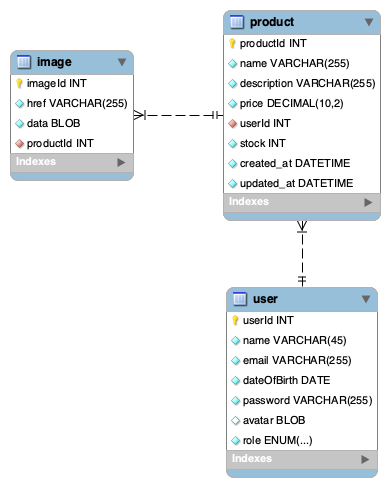 image
imageId INT
href VARCHAR(255)
data BLOB
productId INT
Indexes
product
productId INT
name VARCHAR(255)
description VARCHAR(255)
price DECIMAL(10,2)
userId INT
stock INT
created_at DATETIME
updated_at DATETIME
Indexes
user
userId INT
name VARCHAR(45)
email VARCHAR(255)
dateOfBirth DATE
password VARCHAR(255)
avatar BLOB
role ENUM(...)
Indexes